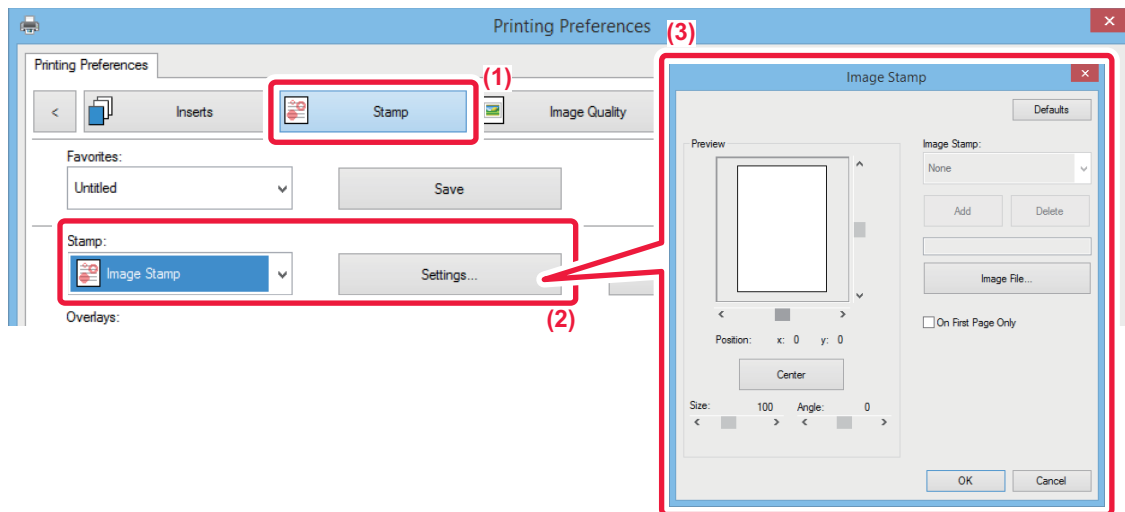 Printing Preferences
(3)
Printing Preferences
(1)
Image Stamp
< Inserts Stamp Image Quality
Defaults
Favorites:
Preview
Image Stamp:
Untitled
Save
None
Add Delete
Stamp:
Image Stamp
Settings...
Image File...
Overlays:
(2)
On First Page Only
Position: x: 0 y: 0
Center
Size: 100 Angle: 0
OK Cancel